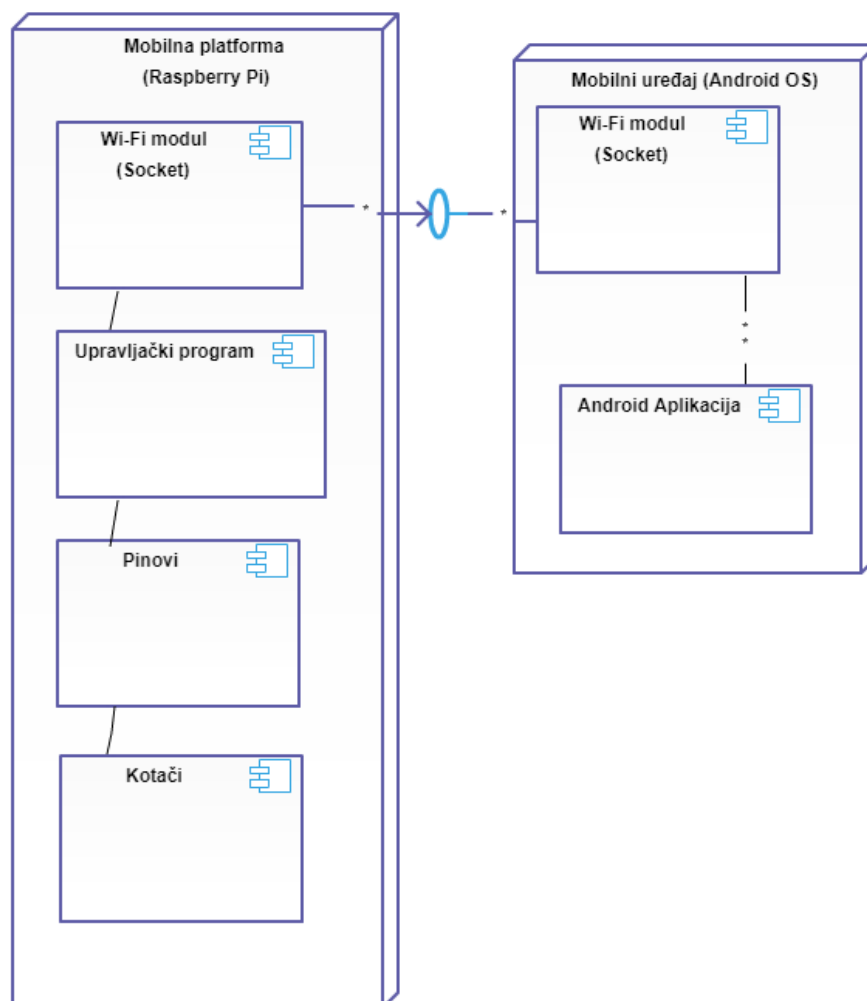 Mobilna platforma
(Raspberry Pi)
Wi-Fi modul
(Socket)
*
Upravljački program
Pinovi
Kotači
*
Mobilni uređaj (Android OS)
Wi-Fi modul
(Socket)
*
*
Android Aplikacija